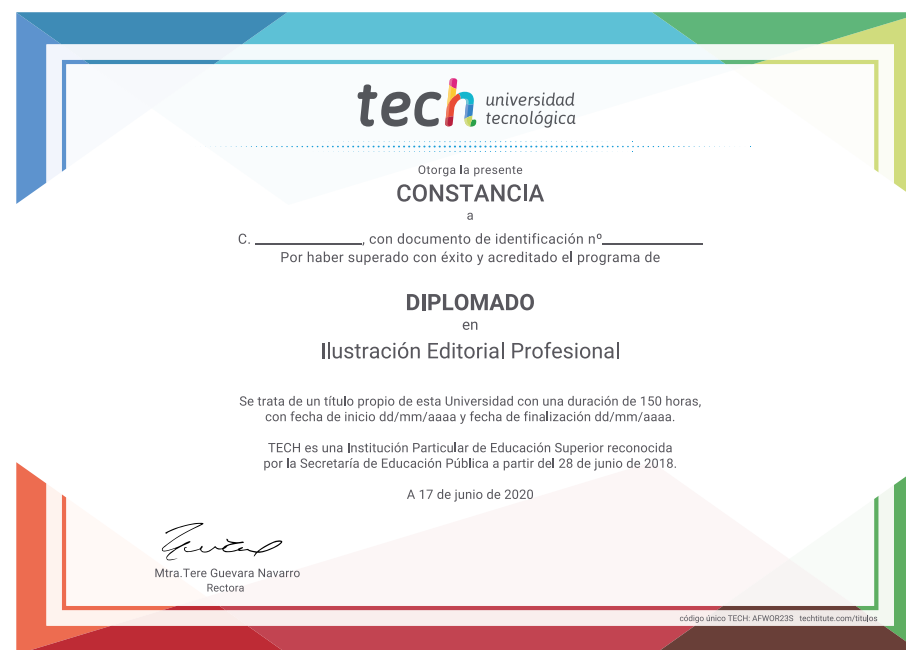 tech universidad
tecnológica
Otorga la presente
CONSTANCIA
a
C. ____________, con documento de identificación nº____________
Por haber superado con éxito y acreditado el programa de
DIPLOMADO
en
Ilustración Editorial Profesional
Se trata de un título propio de esta Universidad con una duración de 150 horas,
con fecha de inicio dd/mm/aaaa y fecha de finalización dd/mm/aaaa.
TECH es una Institución Particular de Educación Superior reconocida
por la Secretaría de Educación Pública a partir del 28 de junio de 2018.
A 17 de junio de 2020
Mtra.Tere Guevara Navarro
Rectora
código único TECH: AFWOR23S techtitute.com/titulos